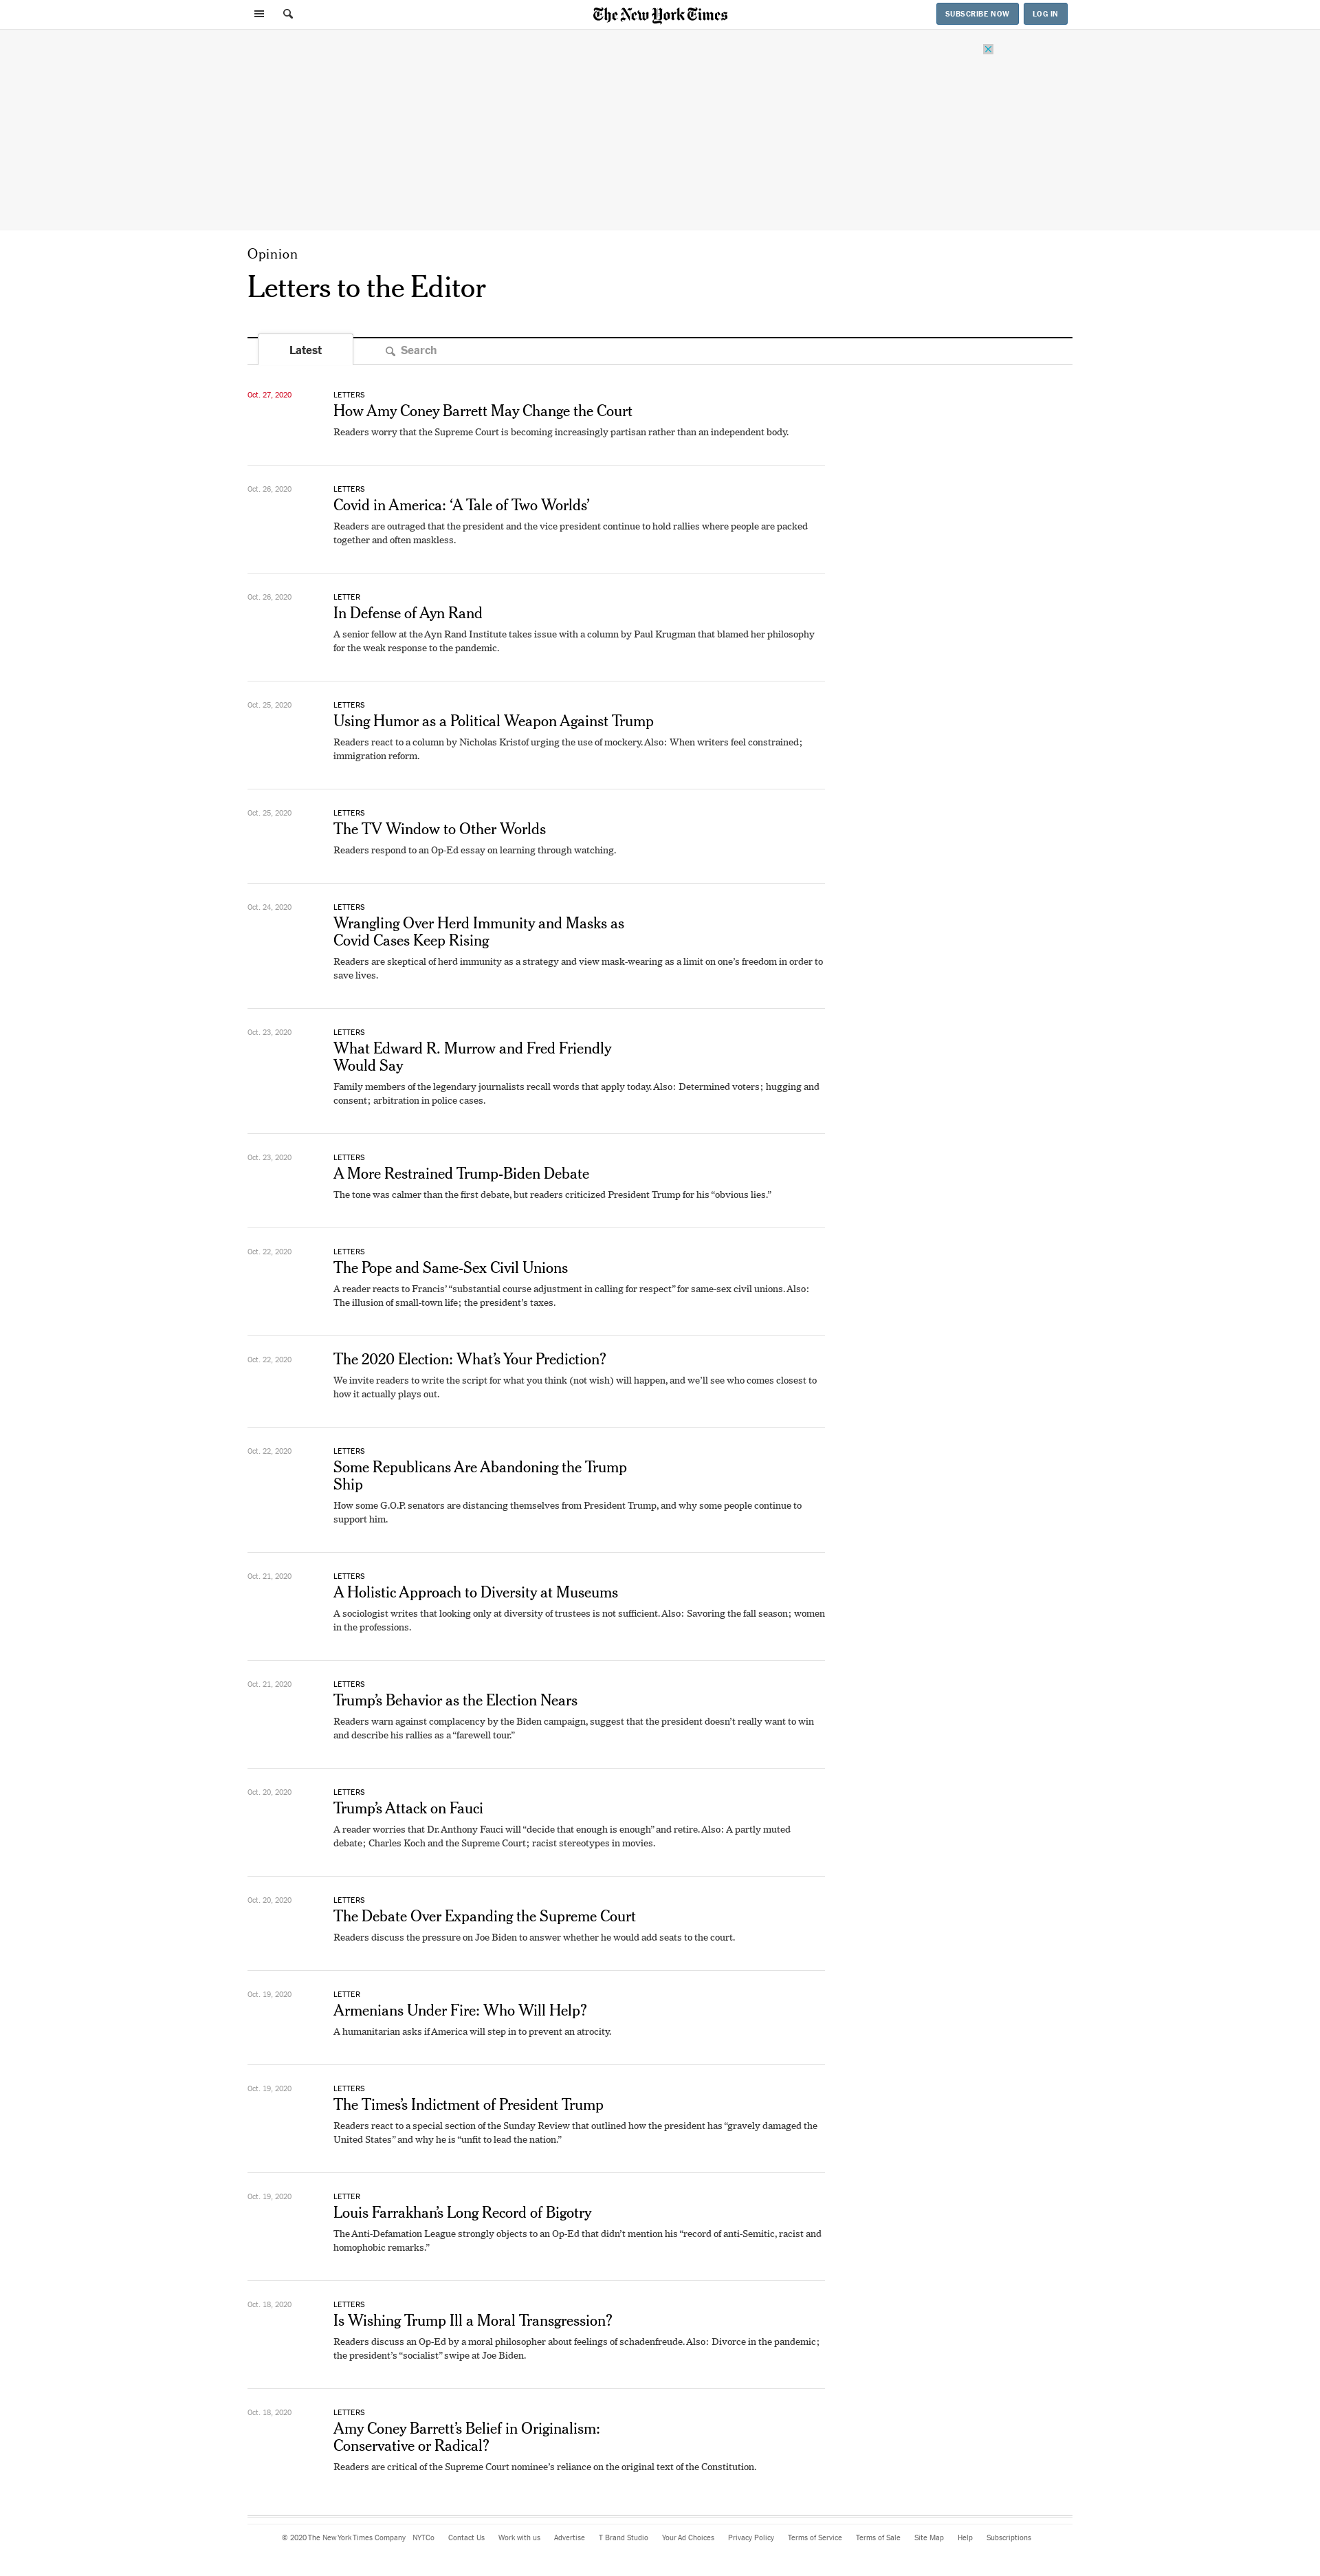 The New York Times
SUBSCRIBE NOW
LOG IN
Opinion
Letters to the Editor
Latest
Search
Oct. 27, 2020
LETTERS
How Amy Coney Barrett May Change the Court
Readers worry that the Supreme Court is becoming increasingly partisan rather than an independent body.
Oct. 26, 2020
LETTERS
Covid in America: ‘A Tale of Two Worlds’
Readers are outraged that the president and the vice president continue to hold rallies where people are packed
together and often maskless.
Oct. 26, 2020
LETTER
In Defense of Ayn Rand
A senior fellow at the Ayn Rand Institute takes issue with a column by Paul Krugman that blamed her philosophy
for the weak response to the pandemic.
Oct. 25, 2020
LETTERS
Using Humor as a Political Weapon Against Trump
Readers react to a column by Nicholas Kristof urging the use of mockery. Also: When writers feel constrained;
immigration reform.
Oct. 25, 2020
LETTERS
The TV Window to Other Worlds
Readers respond to an Op-Ed essay on learning through watching.
Oct. 24, 2020
LETTERS
Wrangling Over Herd Immunity and Masks as
Covid Cases Keep Rising
Readers are skeptical of herd immunity as a strategy and view mask-wearing as a limit on one’s freedom in order to
save lives.
Oct. 23, 2020
LETTERS
What Edward R. Murrow and Fred Friendly
Would Say
Family members of the legendary journalists recall words that apply today. Also: Determined voters; hugging and
consent; arbitration in police cases.
Oct. 23, 2020
LETTERS
A More Restrained Trump-Biden Debate
The tone was calmer than the first debate, but readers criticized President Trump for his “obvious lies.”
Oct. 22, 2020
LETTERS
The Pope and Same-Sex Civil Unions
A reader reacts to Francis’ “substantial course adjustment in calling for respect” for same-sex civil unions. Also:
The illusion of small-town life; the president’s taxes.
Oct. 22, 2020
The 2020 Election: What’s Your Prediction?
We invite readers to write the script for what you think (not wish) will happen, and we’ll see who comes closest to
how it actually plays out.
Oct. 22, 2020
LETTERS
Some Republicans Are Abandoning the Trump
Ship
How some G.O.P. senators are distancing themselves from President Trump, and why some people continue to
support him.
Oct. 21, 2020
LETTERS
A Holistic Approach to Diversity at Museums
A sociologist writes that looking only at diversity of trustees is not sufficient. Also: Savoring the fall season; women
in the professions.
Oct. 21, 2020
LETTERS
Trump’s Behavior as the Election Nears
Readers warn against complacency by the Biden campaign, suggest that the president doesn’t really want to win
and describe his rallies as a “farewell tour.”
Oct. 20, 2020
LETTERS
Trump’s Attack on Fauci
A reader worries that Dr. Anthony Fauci will “decide that enough is enough” and retire. Also: A partly muted
debate; Charles Koch and the Supreme Court; racist stereotypes in movies.
Oct. 20, 2020
LETTERS
The Debate Over Expanding the Supreme Court
Readers discuss the pressure on Joe Biden to answer whether he would add seats to the court.
Oct. 19, 2020
LETTER
Armenians Under Fire: Who Will Help?
A humanitarian asks if America will step in to prevent an atrocity.
Oct. 19, 2020
LETTERS
The Times’s Indictment of President Trump
Readers react to a special section of the Sunday Review that outlined how the president has “gravely damaged the
United States” and why he is “unfit to lead the nation.”
Oct. 19, 2020
LETTER
Louis Farrakhan’s Long Record of Bigotry
The Anti-Defamation League strongly objects to an Op-Ed that didn’t mention his “record of anti-Semitic, racist and
homophobic remarks.”
Oct. 18, 2020
LETTERS
Is Wishing Trump Ill a Moral Transgression?
Readers discuss an Op-Ed by a moral philosopher about feelings of schadenfreude. Also: Divorce in the pandemic;
the president’s “socialist” swipe at Joe Biden.
Oct. 18, 2020
LETTERS
Amy Coney Barrett’s Belief in Originalism:
Conservative or Radical?
Readers are critical of the Supreme Court nominee’s reliance on the original text of the Constitution.
© 2020 The New York Times Company NYTCo Contact Us Work with us Advertise T Brand Studio Your Ad Choices Privacy Policy Terms of Service Terms of Sale Site Map Help Subscriptions